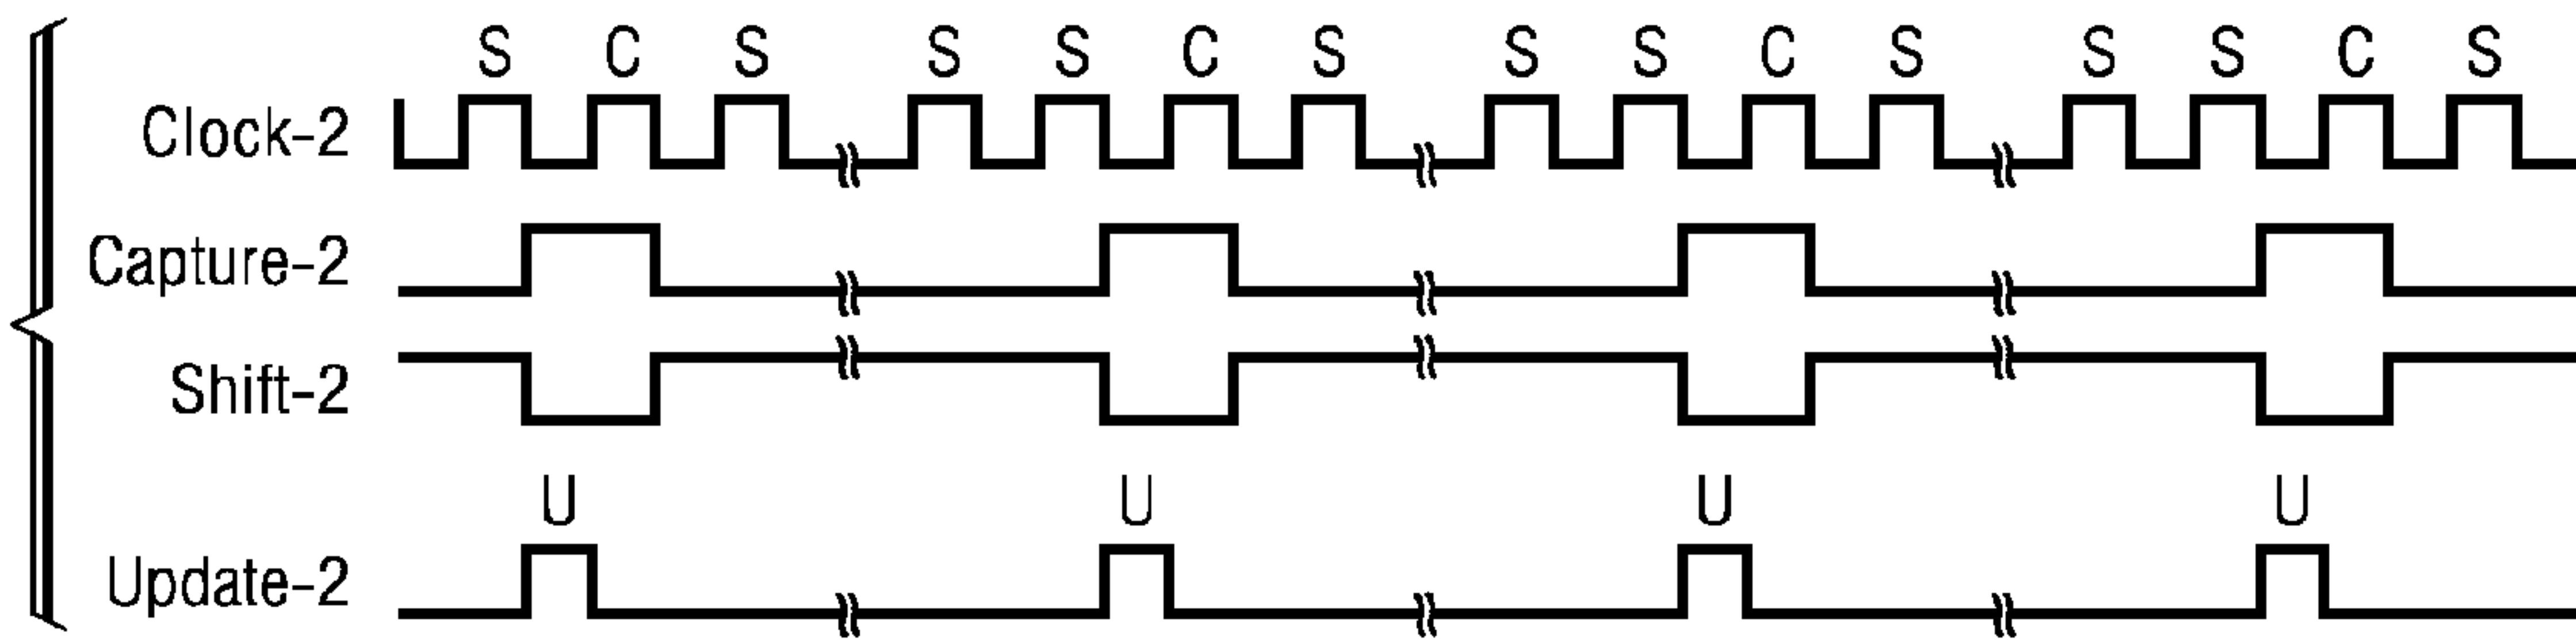 S C S S S C S S S C S S S C S
Clock-2
Capture-2
Shift-2
U U U U
Update-2